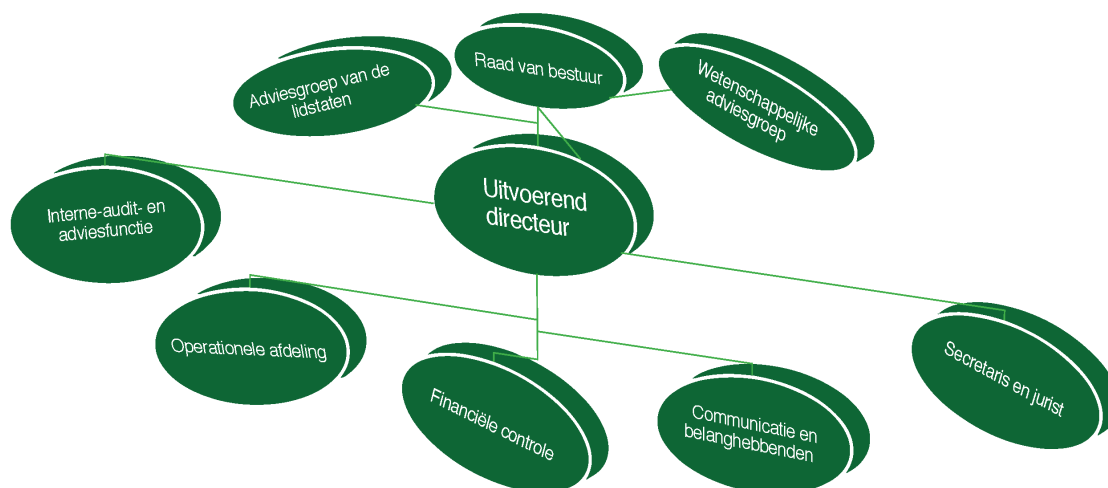 Raad van bestuur
Adviesgroep van de
lidstaten
Wetenschappelijke
adviesgroep
Uitvoerend
directeur
Interne-audit- en
adviesfunctie
Operationele afdeling
Financiële controle
Communicatie en
belanghebbenden
Secretaris en jurist